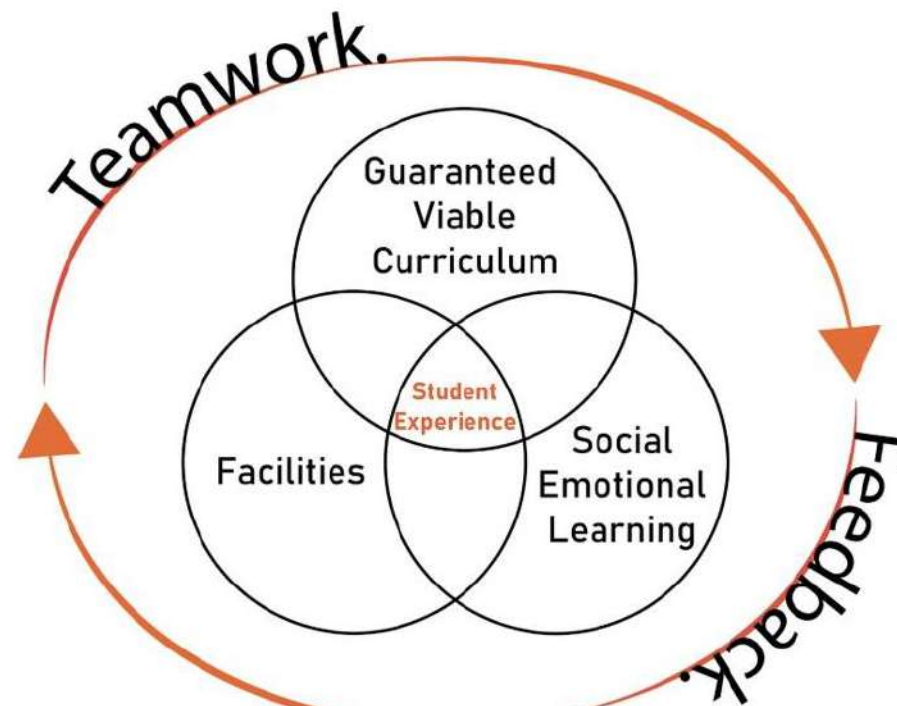 Teamwork.
Guaranteed
Viable
Curriculum
Student
Experience
Facilities
Social
Emotional
Learning
Feedback.